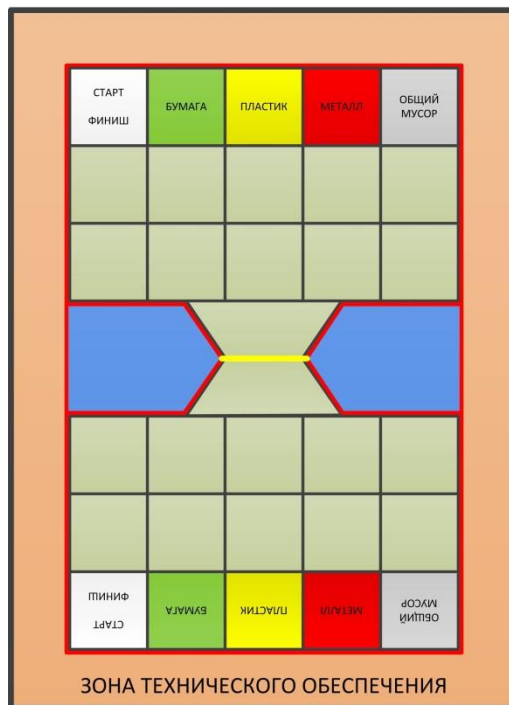 СТАРТ
ФИНИШ
БУМАГА
ПЛАСТИК
МЕТАЛЛ
ОБЩИЙ
МУСОР
СТАРТ
ФИНИШ
БУМАГА
ПЛАСТИК
МЕТАЛЛ
ОБЩИЙ
МУСОР
ЗОНА ТЕХНИЧЕСКОГО ОБЕСПЕЧЕНИЯ